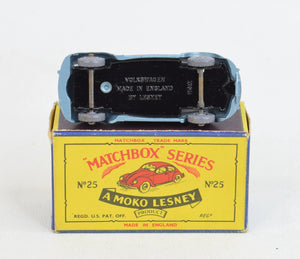 VOLKSWAGEN
MADE IN ENGLAND
BY LESNEY
MATCHBOX TRADE MARK
"MATCHBOX" SERIES
Nº25 Nº25
A MOKO LESNEY
REGD. U.S. PAT. OFF. PRODUCT REGᴰ
MADE IN ENGLAND